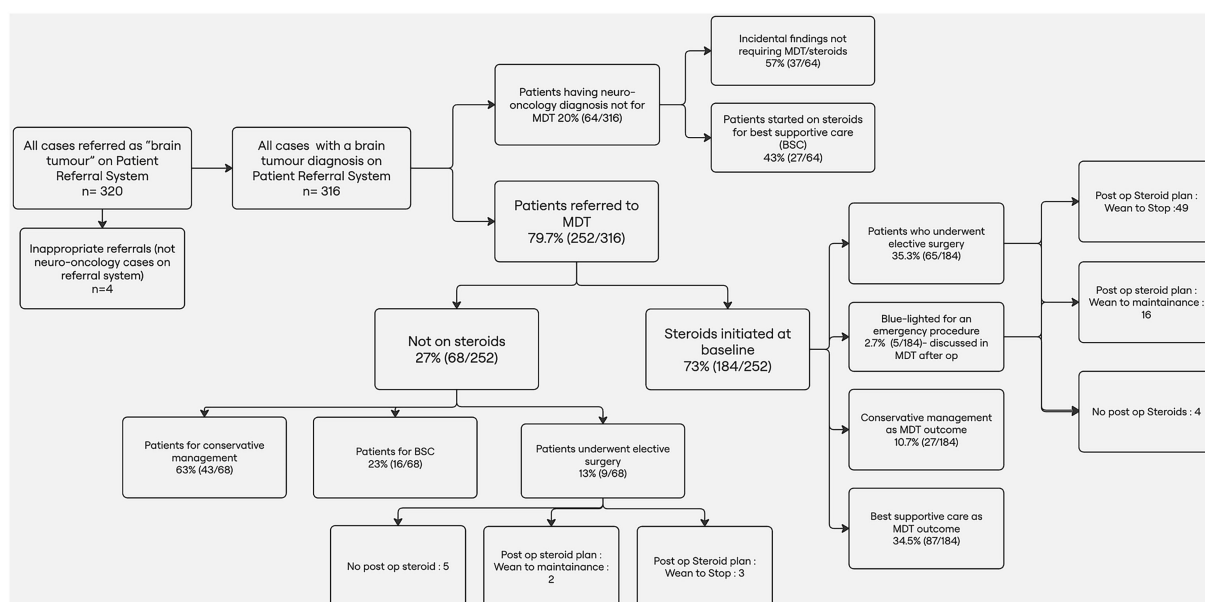 All cases referred as "brain
tumour" on Patient
Referral System
n= 320
Inappropriate referrals (not
neuro-oncology cases on
referral system)
n=4
All cases with a brain
tumour diagnosis on
Patient Referral System
n= 316
Patients having neuro-
oncology diagnosis not for
MDT 20% (64/316)
Incidental findings not
requiring MDT/steroids
57% (37/64)
Patients started on steroids
for best supportive care
(BSC)
43% (27/64)
Patients referred to
MDT
79.7% (252/316)
Not on steroids
27% (68/252)
Steroids initiated at
baseline
73% (184/252)
Patients for conservative
management
63% (43/68)
Patients for BSC
23% (16/68)
Patients underwent elective
surgery
13% (9/68)
No post op steroid : 5
Post op steroid plan :
Wean to maintainance :
2
Post op Steroid plan :
Wean to Stop : 3
Patients who underwent
elective surgery
35.3% (65/184)
Blue-lighted for an
emergency procedure
2.7% (5/184)- discussed in
MDT after op
Conservative management
as MDT outcome
10.7% (27/184)
Best supportive care as
MDT outcome
34.5% (87/184)
Post op Steroid plan :
Wean to Stop :49
Post op steroid plan :
Wean to maintainance :
16
No post op Steroids : 4